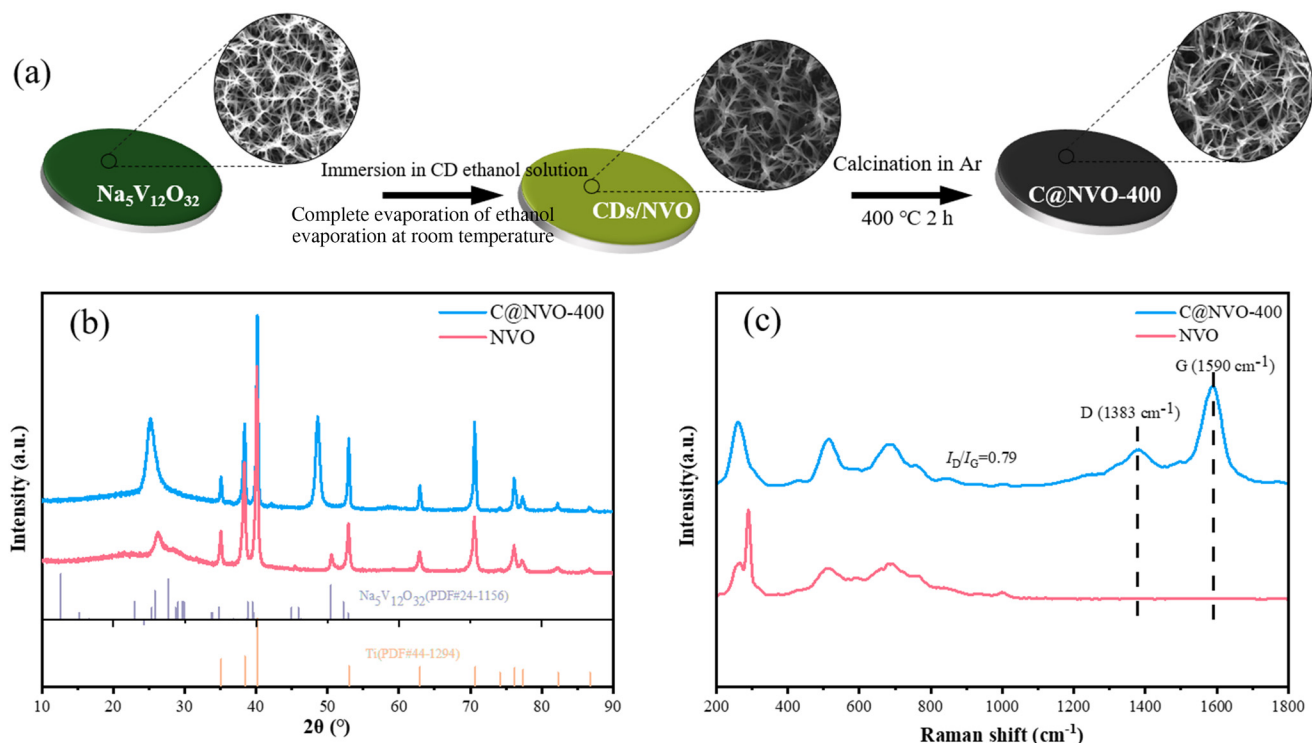 (a)
Na5V12O32
Immersion in CD ethanol solution
Complete evaporation of ethanol
evaporation at room temperature
CDs/NVO
Calcination in Ar
400 °C 2 h
C@NVO-400
(b)
C@NVO-400
NVO
Intensity (a.u.)
Na5V12O32(PDF#24-1156)
Ti(PDF#44-1294)
10 20 30 40 50 60 70 80 90
2θ (°)
(c)
C@NVO-400
NVO
G (1590 cm-1)
D (1383 cm-1)
ID/IG=0.79
Intensity(a.u.)
200 400 600 800 1000 1200 1400 1600 1800
Raman shift (cm-1)